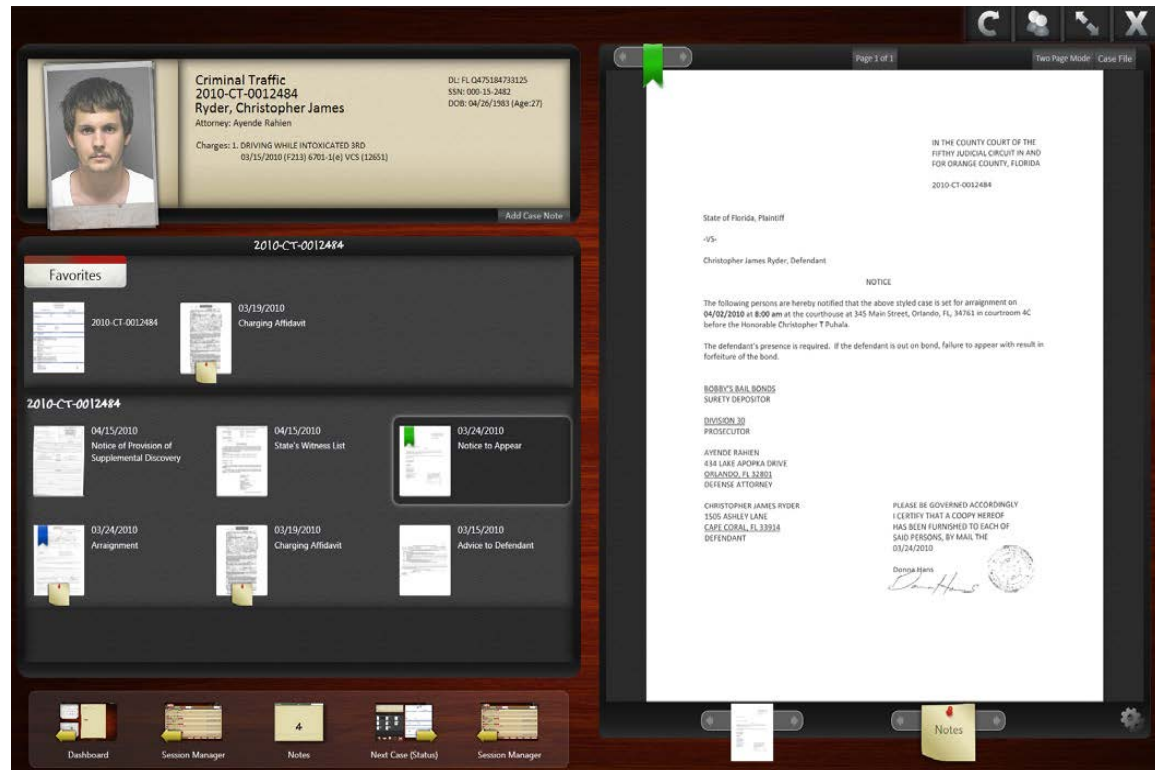 Criminal Traffic
2010-CT-0012484
Ryder, Christopher James
Attorney: Ayende Rahien
Charges: 1. DRIVING WHILE INTOXICATED 3RD
03/15/2010 (F213) 6701-1(e) VCS (12651)
DL: FL Q475184733125
SSN: 000-15-2482
DOB: 04/26/1983 (Age:27)
Add Case Note
2010-CT-0012484
Favorites
2010-CT-0012484
03/19/2010
Charging Affidavit
2010-CT-0012484
04/15/2010
Notice of Provision of
Supplemental Discovery
04/15/2010
State's Witness List
03/24/2010
Notice to Appear
03/24/2010
Arraignment
03/19/2010
Charging Affidavit
03/15/2010
Advice to Defendant
Dashboard
Session Manager
4
Notes
Next Case (Status)
Session Manager
Page 1 of 1
Two Page Mode
Case File
IN THE COUNTY COURT OF THE
FIFTH JUDICIAL CIRCUIT IN AND
FOR ORANGE COUNTY, FLORIDA
2010-CT-0012484
State of Florida, Plaintiff
-VS-
Christopher James Ryder, Defendant
NOTICE
The following persons are hereby notified that the above styled case is set for arraignment on
04/02/2010 at 8:00 am at the courthouse at 345 Main Street, Orlando, FL, 34761 in courtroom 4C
before the Honorable Christopher T Puhala.
The defendant's presence is required. If the defendant is out on bond, failure to appear with result in
forfeiture of the bond.
BOBBY'S BAIL BONDS
SURETY DEPOSITOR
DIVISION 30
PROSECUTOR
AYENDE RAHIEN
434 LAKE APOPKA DRIVE
ORLANDO, FL 32801
DEFENSE ATTORNEY
CHRISTOPHER JAMES RYDER
1505 ASHLEY LANE
CAPE CORAL, FL 33914
DEFENDANT
PLEASE BE GOVERNED ACCORDINGLY
I CERTIFY THAT A COOPY HEREOF
HAS BEEN FURNISHED TO EACH OF
SAID PERSONS, BY MAIL THE
03/24/2010
Donna Hans
Notes